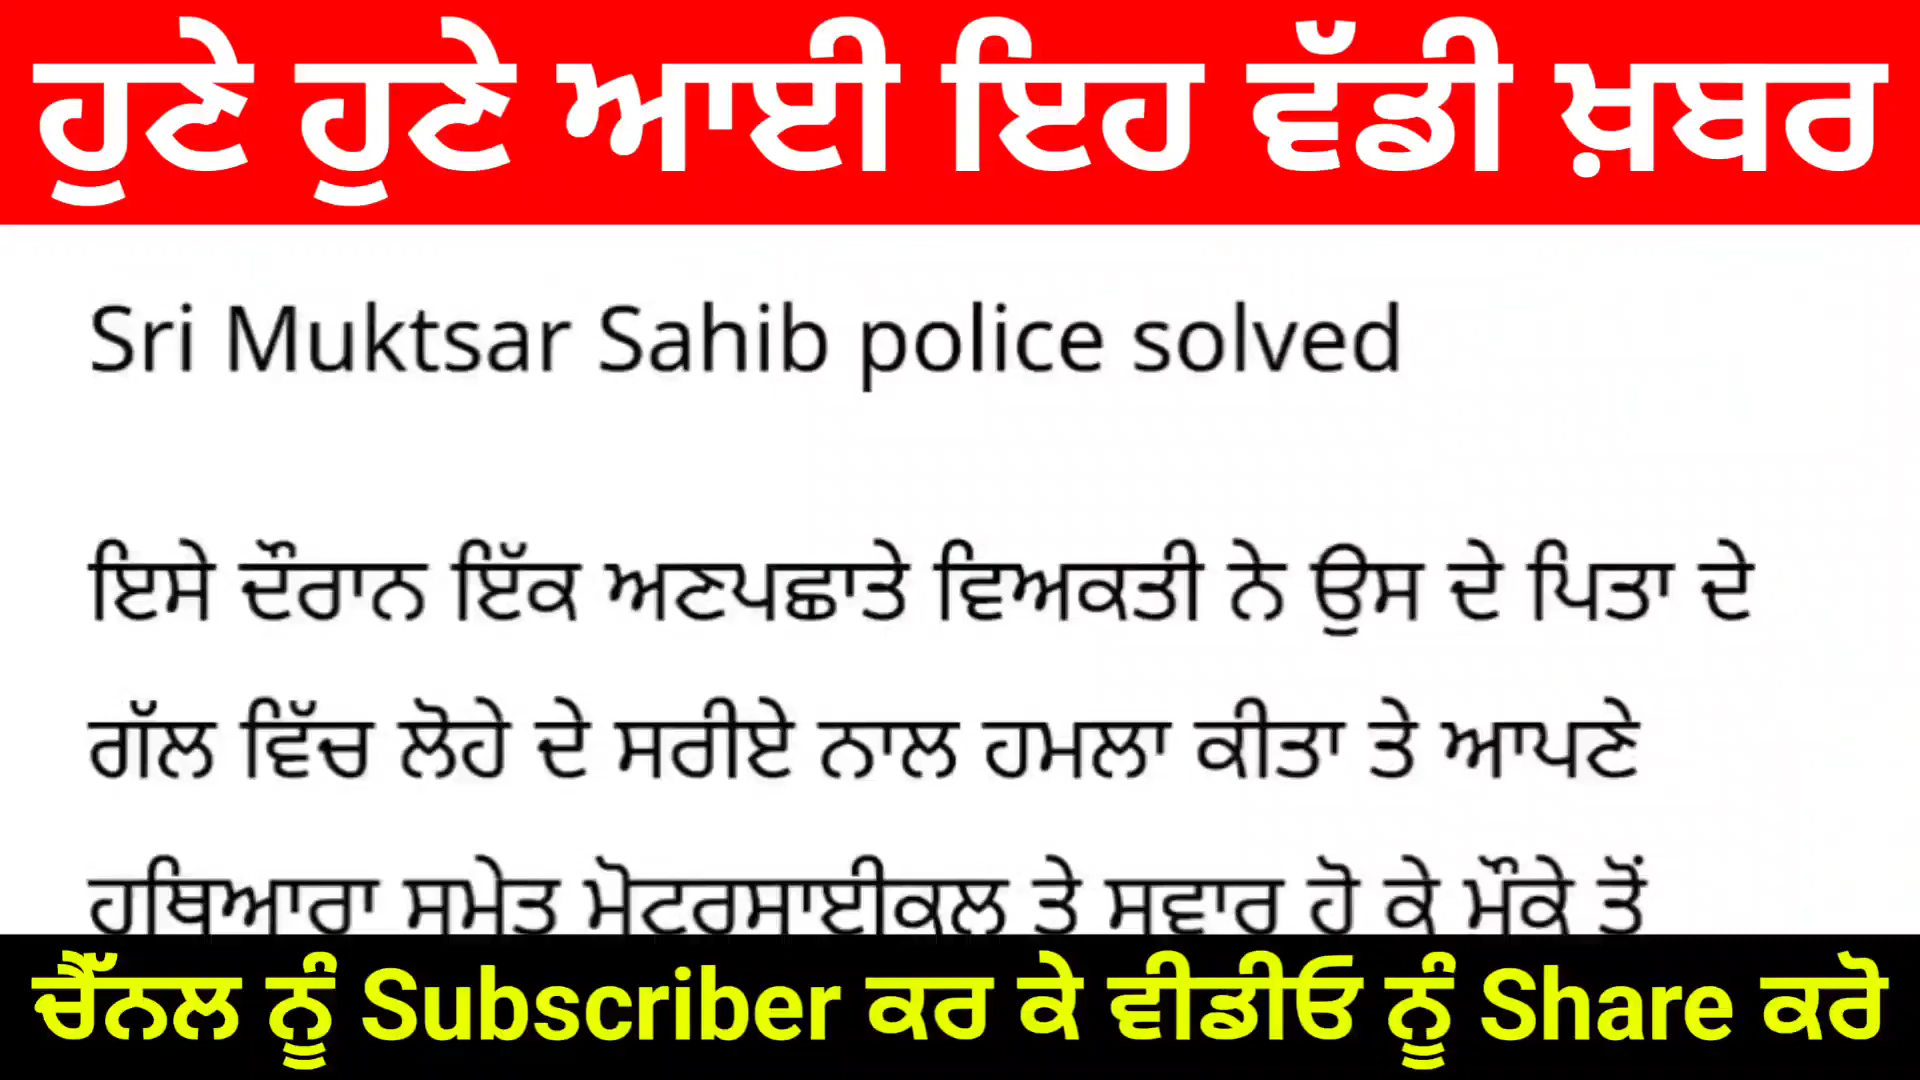 ਹੁਣੇ ਹੁਣੇ ਆਈ ਇਹ ਵੱਡੀ ਖ਼ਬਰ
Sri Muktsar Sahib police solved
ਇਸੇ ਦੌਰਾਨ ਇੱਕ ਅਣਪਛਾਤੇ ਵਿਅਕਤੀ ਨੇ ਉਸ ਦੇ ਪਿਤਾ ਦੇ
ਗੱਲ ਵਿੱਚ ਲੋਹੇ ਦੇ ਸਰੀਏ ਨਾਲ ਹਮਲਾ ਕੀਤਾ ਤੇ ਆਪਣੇ
ਹਥਿਆਰਾ ਸਮੇਤ ਮੋਟਰਸਾਈਕਲ ਤੇ ਸਵਾਰ ਹੋ ਕੇ ਮੌਕੇ ਤੋਂ
ਚੈੱਨਲ ਨੂੰ Subscriber ਕਰ ਕੇ ਵੀਡੀਓ ਨੂੰ Share ਕਰੋ